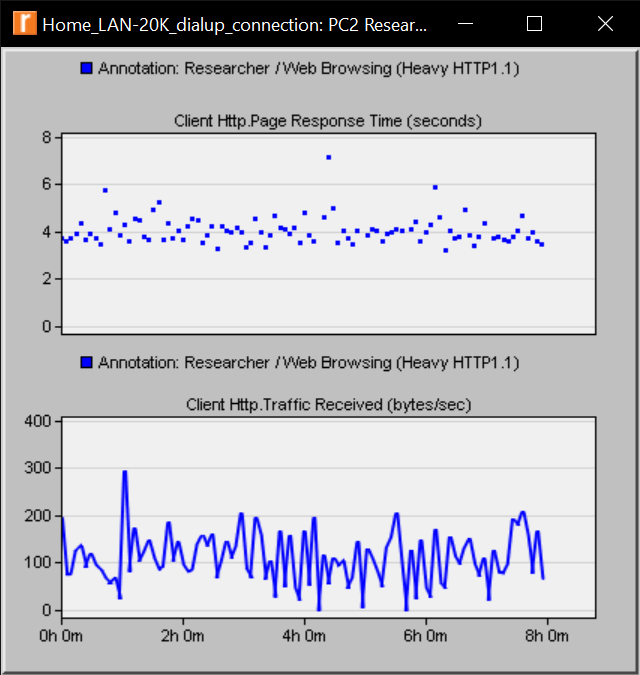 Home_LAN-20K_dialup_connection: PC2 Resear...
Annotation: Researcher / Web Browsing (Heavy HTTP1.1)
Client Http.Page Response Time (seconds)
8
6
4
2
0
Annotation: Researcher / Web Browsing (Heavy HTTP1.1)
Client Http.Traffic Received (bytes/sec)
400
300
200
100
0
0h 0m 2h 0m 4h 0m 6h 0m 8h 0m